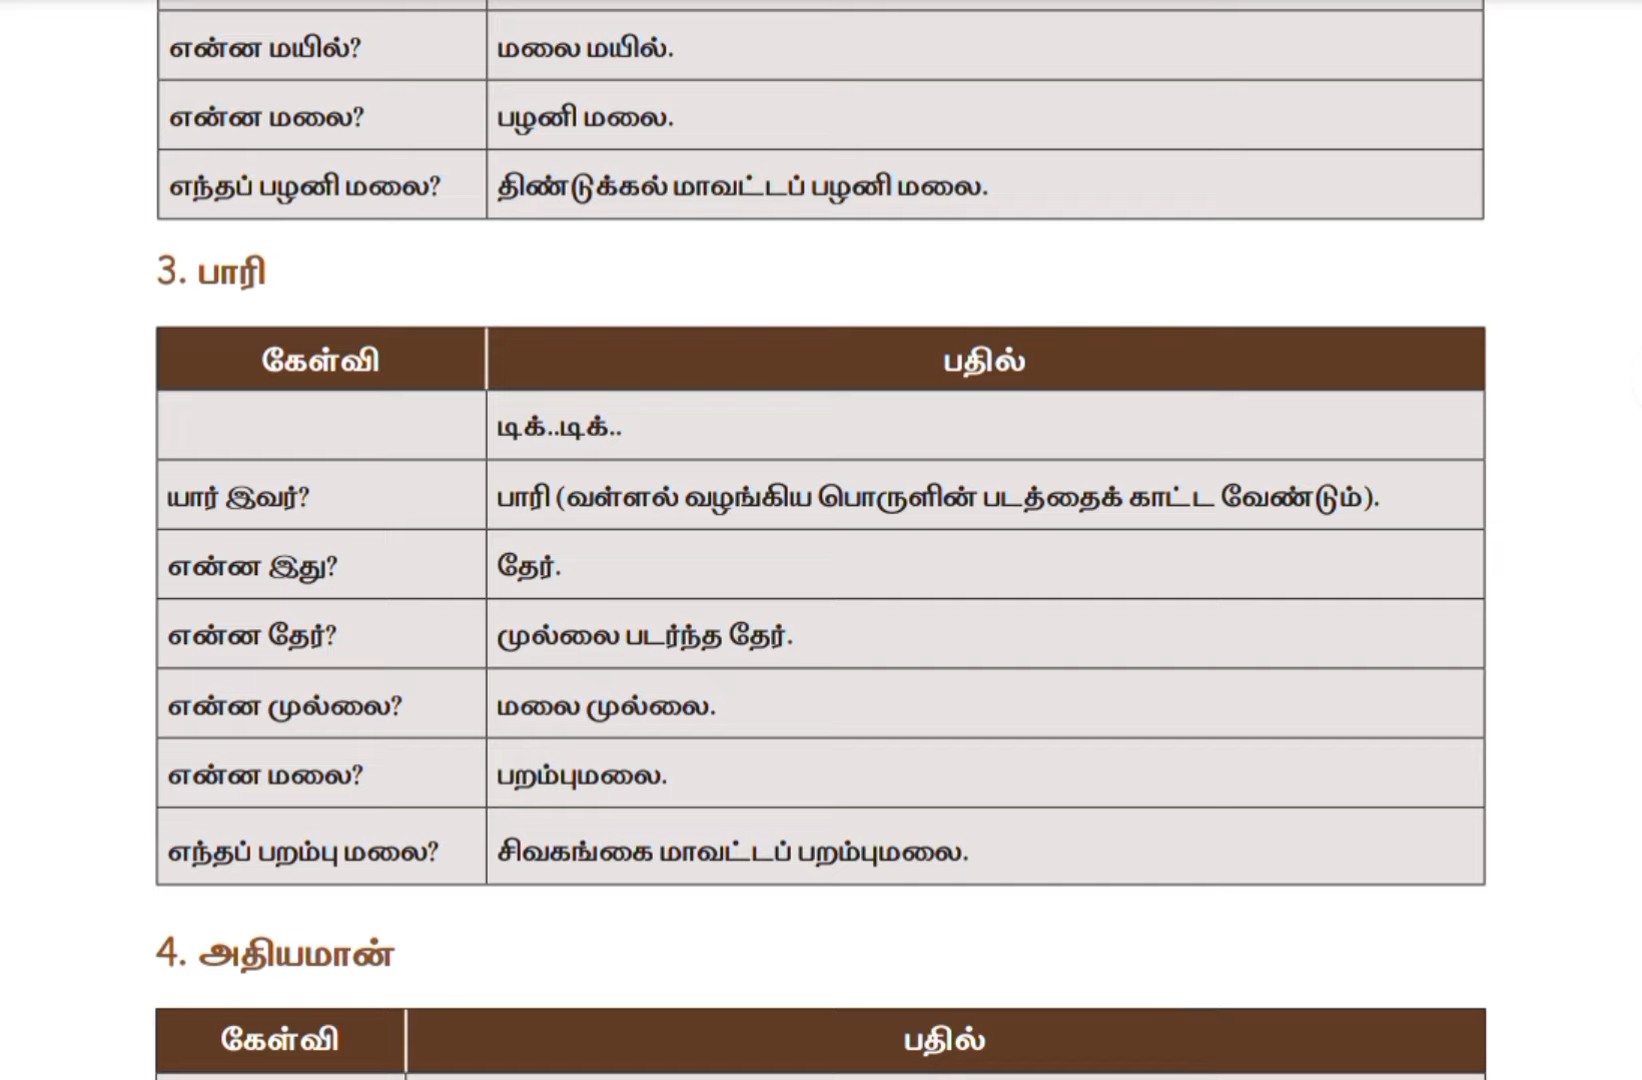 என்ன மயில்? மலை மயில்.
என்ன மலை? பழனி மலை.
எந்தப் பழனி மலை? திண்டுக்கல் மாவட்டப் பழனி மலை.
3. பாரி
கேள்வி பதில்
டிக்..டிக்..
யார் இவர்? பாரி (வள்ளல் வழங்கிய பொருளின் படத்தைக் காட்ட வேண்டும்).
என்ன இது? தேர்.
என்ன தேர்? முல்லை படர்ந்த தேர்.
என்ன முல்லை? மலை முல்லை.
என்ன மலை? பறம்புமலை.
எந்தப் பறம்பு மலை? சிவகங்கை மாவட்டப் பறம்புமலை.
4. அதியமான்
கேள்வி பதில்